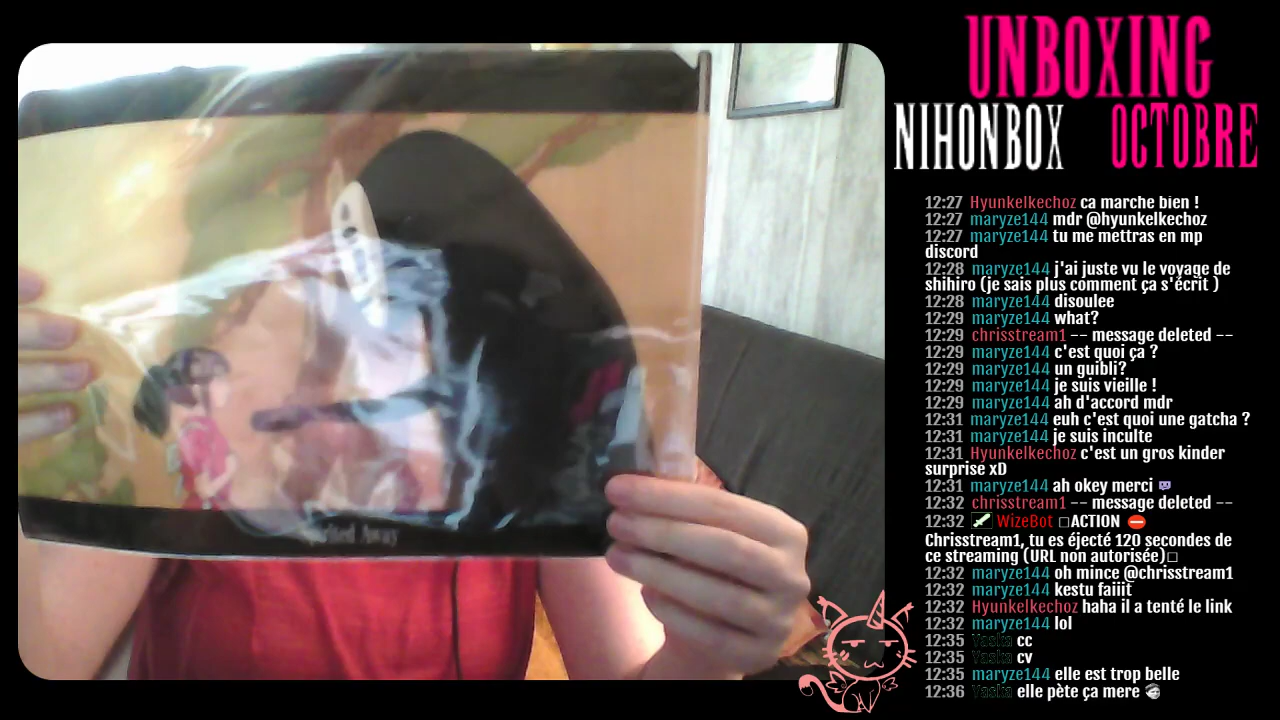 UNBOXING
NIHONBOX OCTOBRE
12:27 Hyunkelkechoz ca marche bien !
12:27 maryze144 mdr @hyunkelkechoz
12:27 maryze144 tu me mettras en mp
discord
12:28 maryze144 j'ai juste vu le voyage de
shihiro (je sais plus comment ça s'écrit )
12:28 maryze144 disoulee
12:29 maryze144 what?
12:29 chrisstream1 -- message deleted --
12:29 maryze144 c'est quoi ça ?
12:29 maryze144 un guibli?
12:29 maryze144 je suis vieille !
12:29 maryze144 ah d'accord mdr
12:31 maryze144 euh c'est quoi une gatcha ?
12:31 maryze144 je suis inculte
12:31 Hyunkelkechoz c'est un gros kinder
surprise xD
12:31 maryze144 ah okey merci
12:32 chrisstream1 -- message deleted --
12:32 WizeBot □ACTION
Chrisstream1, tu es éjecté 120 secondes de
ce streaming (URL non autorisée)□
12:32 maryze144 oh mince @chrisstream1
12:32 maryze144 kestu faiiit
12:32 Hyunkelkechoz haha il a tenté le link
12:32 maryze144 lol
12:35 Yaska cc
12:35 Yaska cv
12:35 maryze144 elle est trop belle
12:36 Yaska elle pète ça mere
Spirited Away